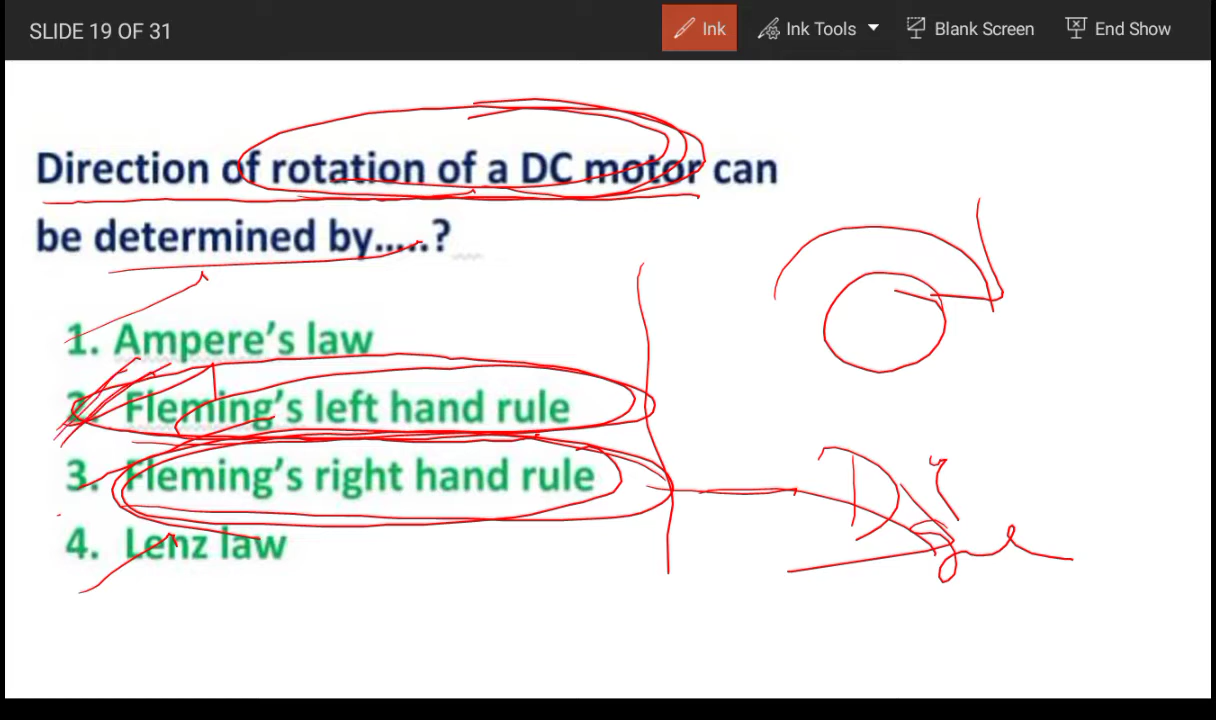 SLIDE 19 OF 31
Ink Ink Tools Blank Screen End Show
Direction of rotation of a DC motor can
be determined by.....?
1. Ampere's law
2. Fleming's left hand rule
3. Fleming's right hand rule
4. Lenz law